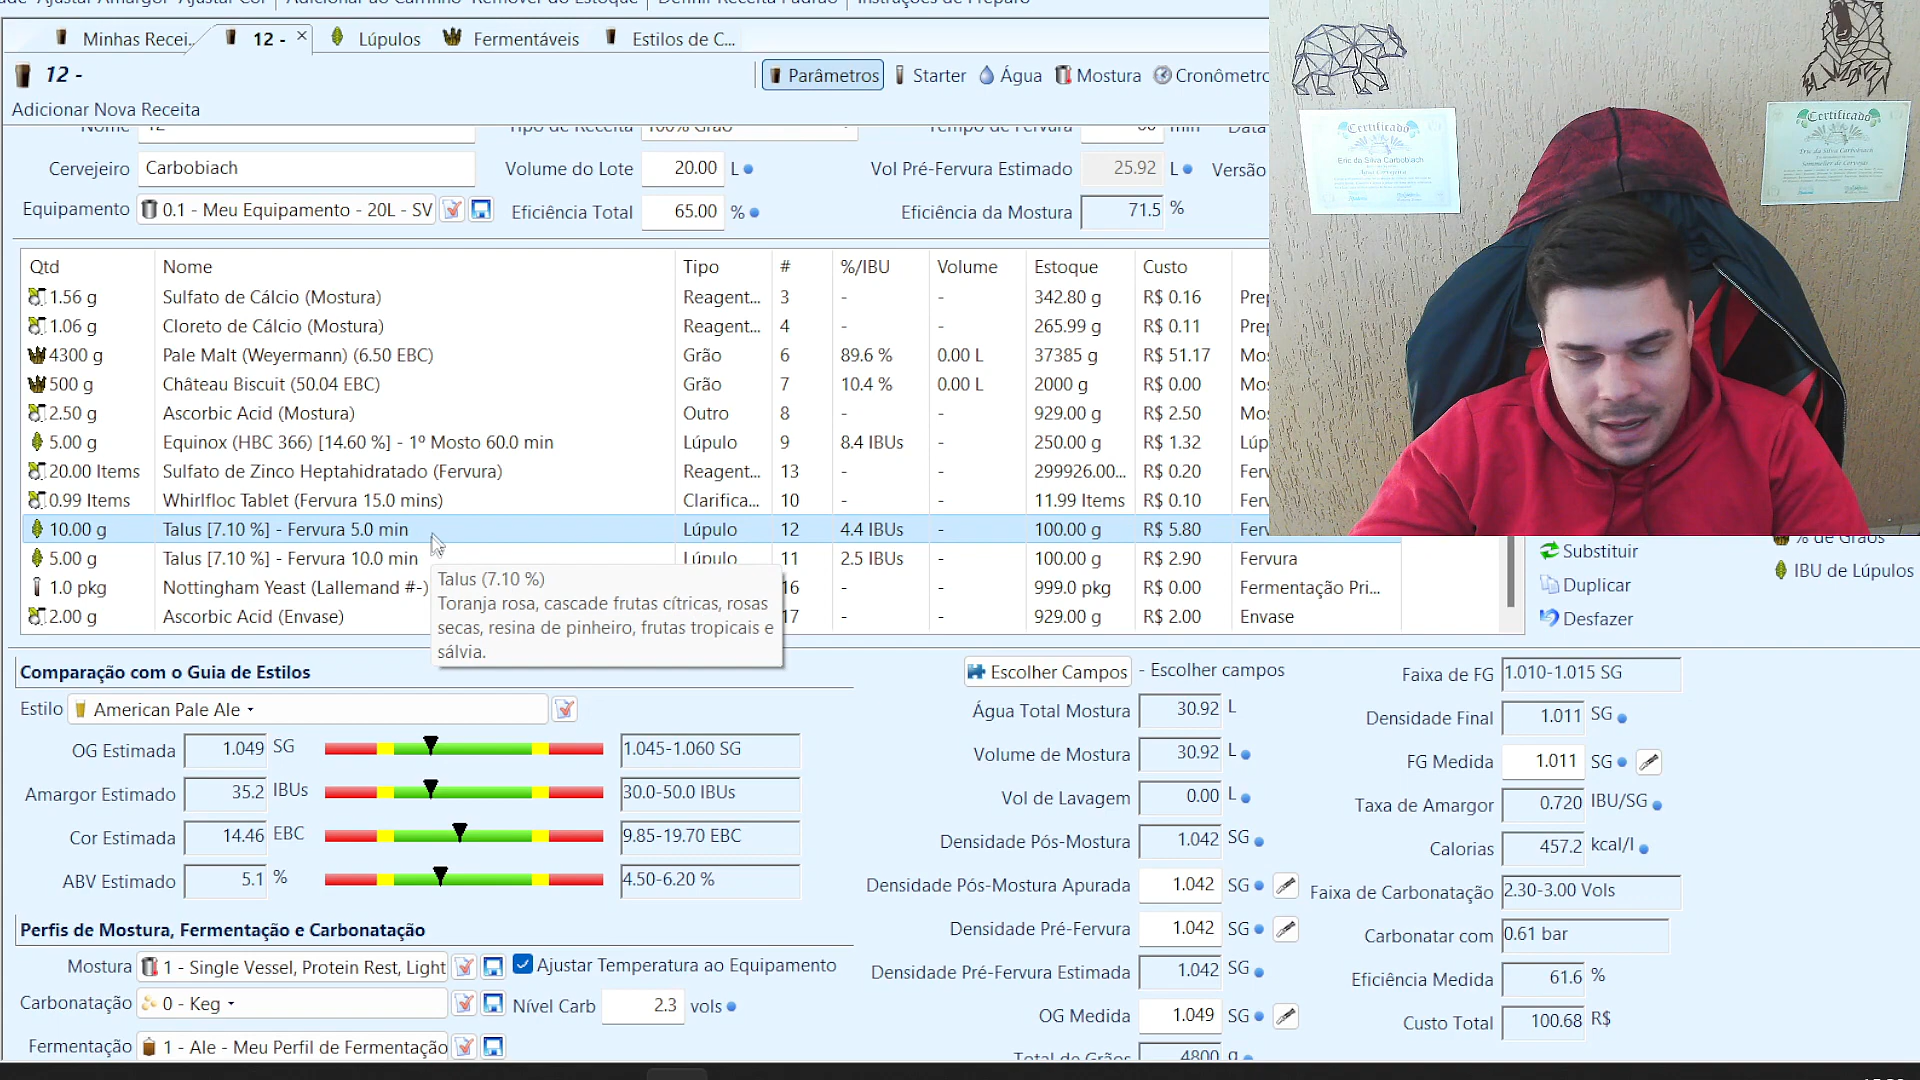 Minhas Recei...
12 -
Lúpulos
Fermentáveis
Estilos de C...
12 -
Parâmetros
Starter
Água
Mostura
Cronômetro
Adicionar Nova Receita
Cervejeiro Carbobiach
Volume do Lote 20.00 L
Vol Pré-Fervura Estimado 25.92 L
Versão
Equipamento 0.1 - Meu Equipamento - 20L - SV
Eficiência Total 65.00 %
Eficiência da Mostura 71.5 %
Qtd Nome Tipo # %/IBU Volume Estoque Custo
1.56 g Sulfato de Cálcio (Mostura) Reagent... 3 - - 342.80 g R$ 0.16
1.06 g Cloreto de Cálcio (Mostura) Reagent... 4 - - 265.99 g R$ 0.11
4300 g Pale Malt (Weyermann) (6.50 EBC) Grão 6 89.6 % 0.00 L 37385 g R$ 51.17
500 g Château Biscuit (50.04 EBC) Grão 7 10.4 % 0.00 L 2000 g R$ 0.00
2.50 g Ascorbic Acid (Mostura) Outro 8 - - 929.00 g R$ 2.50
5.00 g Equinox (HBC 366) [14.60 %] - 1º Mosto 60.0 min Lúpulo 9 8.4 IBUs - 250.00 g R$ 1.32
20.00 Items Sulfato de Zinco Heptahidratado (Fervura) Reagent... 13 - - 299926.00... R$ 0.20
0.99 Items Whirlfloc Tablet (Fervura 15.0 mins) Clarifica... 10 - - 11.99 Items R$ 0.10
10.00 g Talus [7.10 %] - Fervura 5.0 min Lúpulo 12 4.4 IBUs - 100.00 g R$ 5.80
5.00 g Talus [7.10 %] - Fervura 10.0 min Lúpulo 11 2.5 IBUs - 100.00 g R$ 2.90 Fervura
1.0 pkg Nottingham Yeast (Lallemand #-) 16 - - 999.0 pkg R$ 0.00 Fermentação Pri...
2.00 g Ascorbic Acid (Envase) 17 - - 929.00 g R$ 2.00 Envase
Talus (7.10 %)
Toranja rosa, cascade frutas cítricas, rosas
secas, resina de pinheiro, frutas tropicais e
sálvia.
Substituir
Duplicar
Desfazer
% de Grãos
IBU de Lúpulos
Certificado
Eric da Silva Carbobiach
Certificado
Eric da Silva Carbobiach
Sommelier de Cervejas
Comparação com o Guia de Estilos
Estilo American Pale Ale
OG Estimada 1.049 SG 1.045-1.060 SG
Amargor Estimado 35.2 IBUs 30.0-50.0 IBUs
Cor Estimada 14.46 EBC 9.85-19.70 EBC
ABV Estimado 5.1 % 4.50-6.20 %
Perfis de Mostura, Fermentação e Carbonatação
Mostura 1 - Single Vessel, Protein Rest, Light
Ajustar Temperatura ao Equipamento
Carbonatação 0 - Keg
Nível Carb 2.3 vols
Fermentação 1 - Ale - Meu Perfil de Fermentação
Escolher Campos - Escolher campos
Água Total Mostura 30.92 L
Volume de Mostura 30.92 L
Vol de Lavagem 0.00 L
Densidade Pós-Mostura 1.042 SG
Densidade Pós-Mostura Apurada 1.042 SG
Densidade Pré-Fervura 1.042 SG
Densidade Pré-Fervura Estimada 1.042 SG
OG Medida 1.049 SG
Total de Grãos 4800 g
Faixa de FG 1.010-1.015 SG
Densidade Final 1.011 SG
FG Medida 1.011 SG
Taxa de Amargor 0.720 IBU/SG
Calorias 457.2 kcal/l
Faixa de Carbonatação 2.30-3.00 Vols
Carbonatar com 0.61 bar
Eficiência Medida 61.6 %
Custo Total 100.68 R$